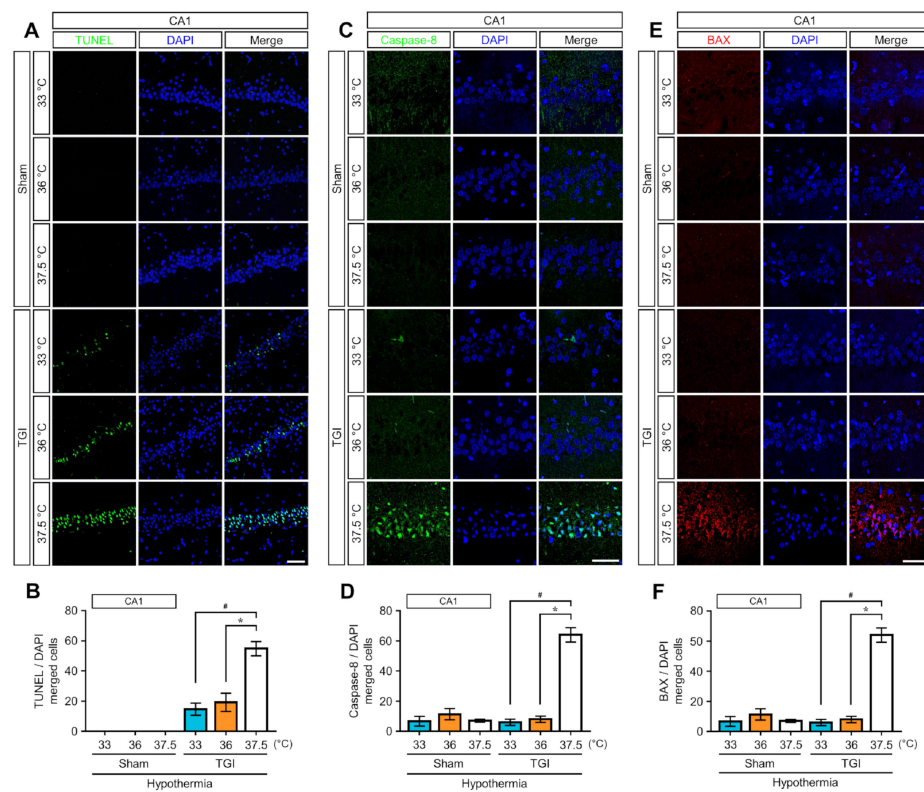 A
CA1
TUNEL DAPI Merge
Sham
33 °C
36 °C
37.5 °C
TGI
33 °C
36 °C
37.5 °C
C
CA1
Caspase-8 DAPI Merge
Sham
33 °C
36 °C
37.5 °C
TGI
33 °C
36 °C
37.5 °C
E
CA1
BAX DAPI Merge
Sham
33 °C
36 °C
37.5 °C
TGI
33 °C
36 °C
37.5 °C
B
CA1
TUNEL / DAPI
merged cells
80
60
40
20
0
#
*
33 36 37.5 33 36 37.5 (°C)
Sham TGI
Hypothermia
D
CA1
Caspase-8 / DAPI
merged cells
80
60
40
20
0
#
*
33 36 37.5 33 36 37.5 (°C)
Sham TGI
Hypothermia
F
CA1
BAX / DAPI
merged cells
80
60
40
20
0
#
*
33 36 37.5 33 36 37.5 (°C)
Sham TGI
Hypothermia